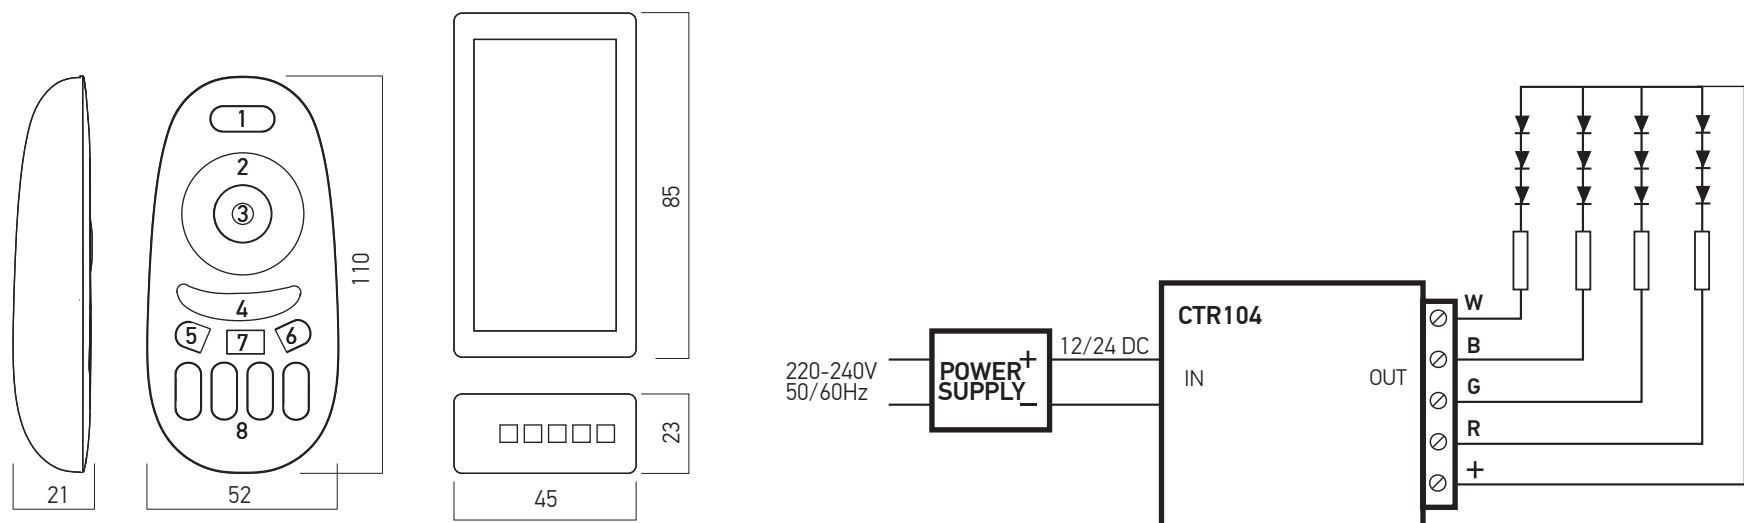 1
2
3
4
5
6
7
8
110
21
52
85
23
45
220-240V
50/60Hz
POWER
SUPPLY
+
–
12/24 DC
CTR104
IN
OUT
W
B
G
R
+